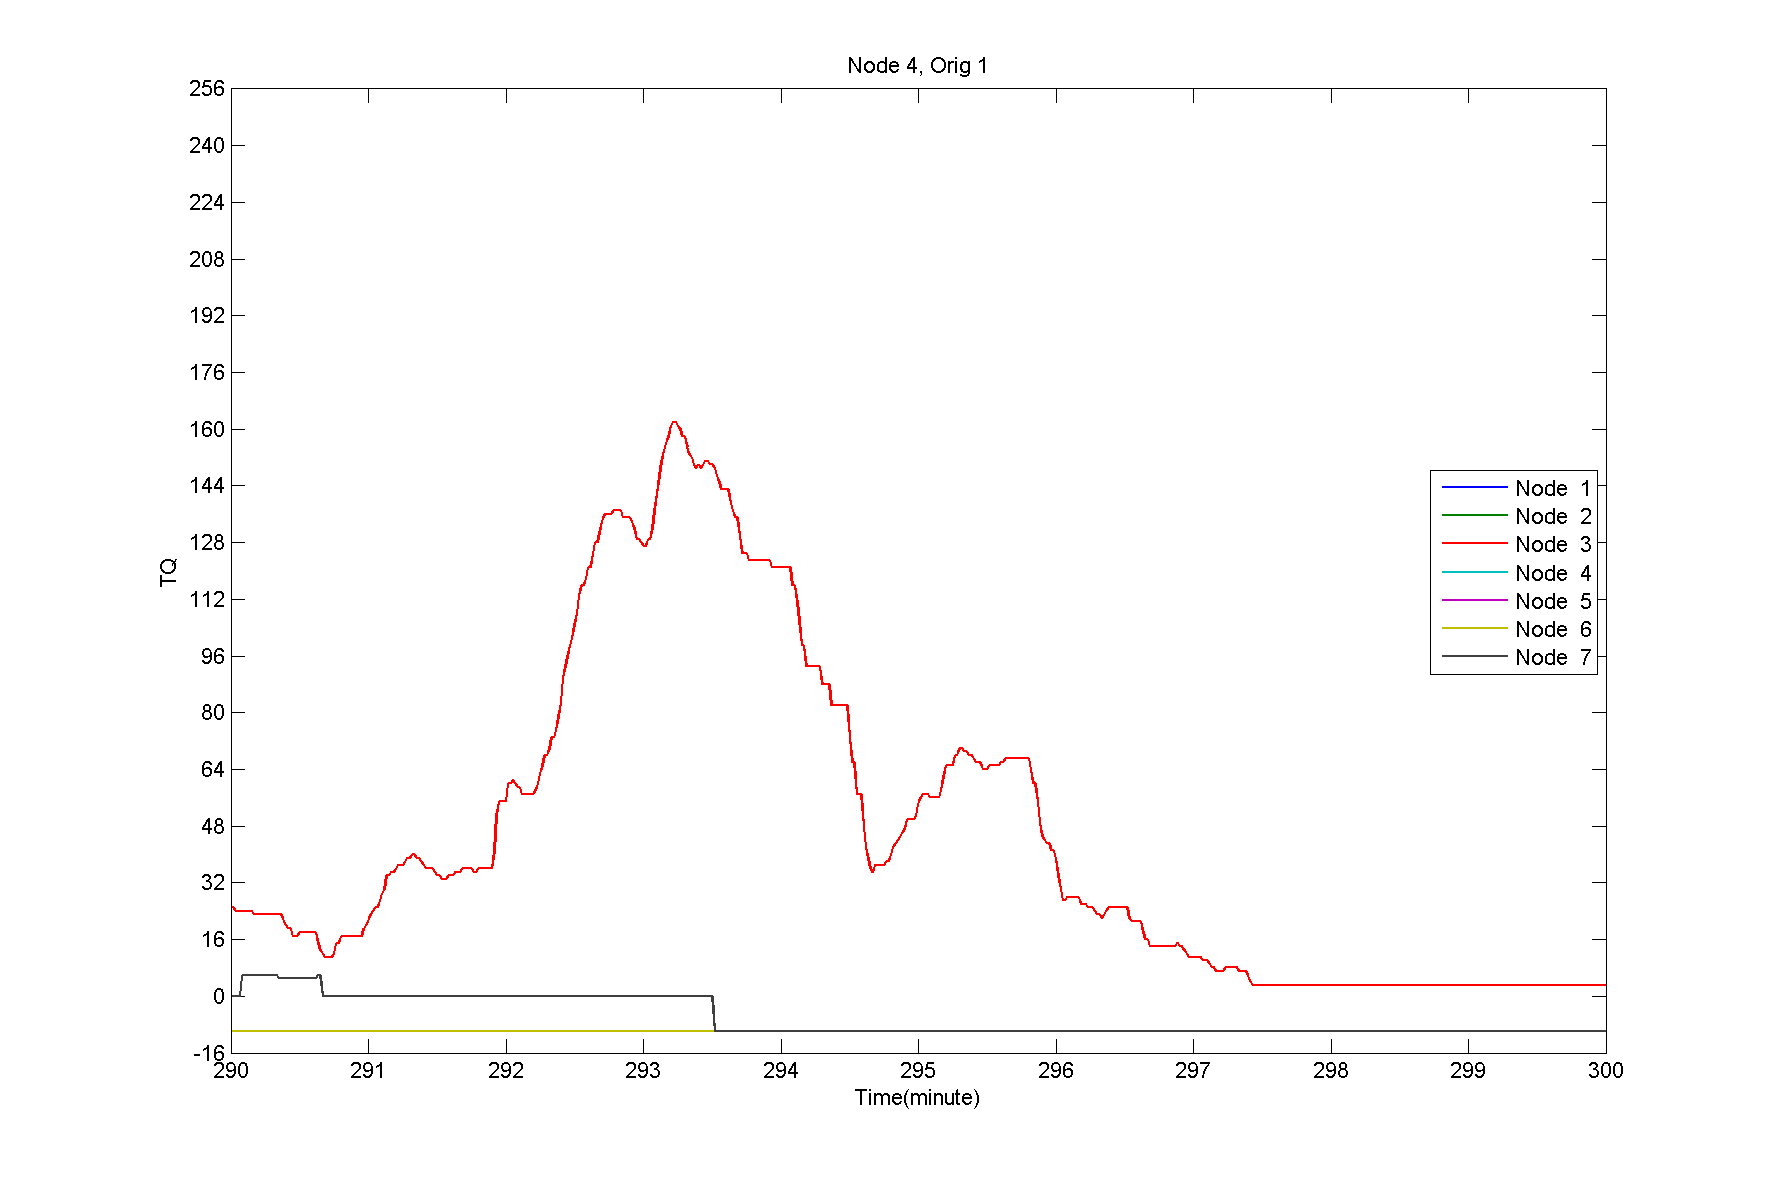 Node 4, Orig 1
256
240
224
208
192
176
160
144
128
112
96
80
64
48
32
16
0
-16
TQ
290 291 292 293 294 295 296 297 298 299 300
Time(minute)
Node 1
Node 2
Node 3
Node 4
Node 5
Node 6
Node 7